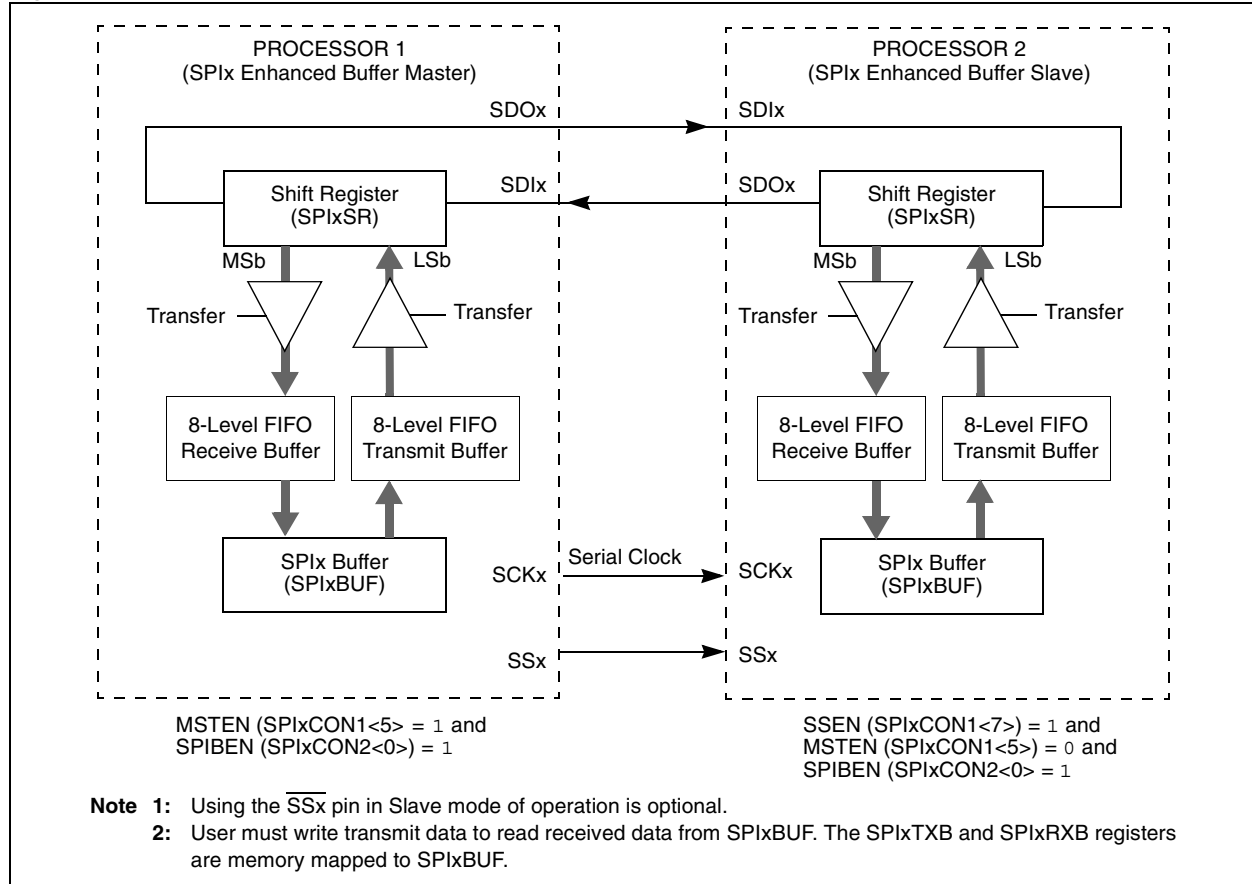 PROCESSOR 1
(SPIx Enhanced Buffer Master)
PROCESSOR 2
(SPIx Enhanced Buffer Slave)
SDOx
SDIx
Shift Register
(SPIxSR)
SDIx
SDOx
Shift Register
(SPIxSR)
MSb
LSb
MSb
LSb
Transfer
Transfer
Transfer
Transfer
8-Level FIFO
Receive Buffer
8-Level FIFO
Transmit Buffer
8-Level FIFO
Receive Buffer
8-Level FIFO
Transmit Buffer
SPIx Buffer
(SPIxBUF)
SCKx
Serial Clock
SCKx
SPIx Buffer
(SPIxBUF)
SSx
SSx
MSTEN (SPIxCON1<5> = 1 and
SPIBEN (SPIxCON2<0>) = 1
SSEN (SPIxCON1<7>) = 1 and
MSTEN (SPIxCON1<5>) = 0 and
SPIBEN (SPIxCON2<0> = 1
Note 1: Using the S̅S̅x̅ pin in Slave mode of operation is optional.
2: User must write transmit data to read received data from SPIxBUF. The SPIxTXB and SPIxRXB registers
are memory mapped to SPIxBUF.